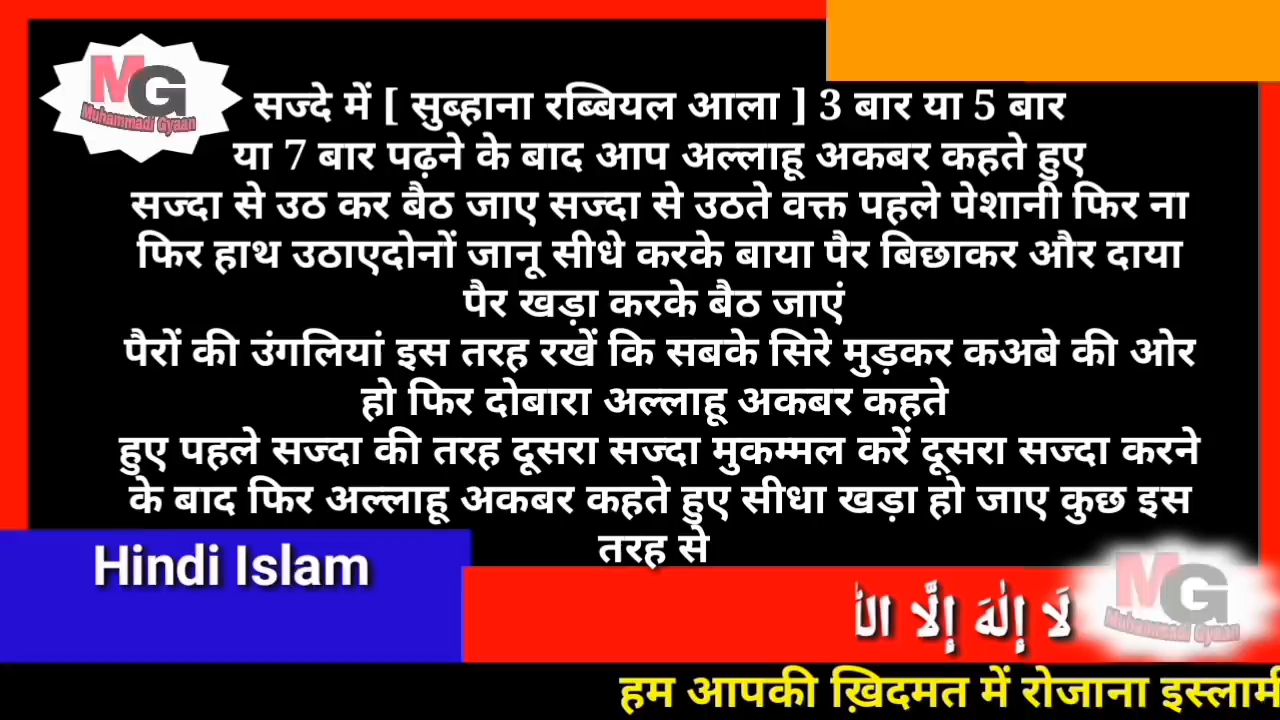 MG
Muhammadi Gyaan
सज्दे में [ सुब्हाना रब्बियल आला ] 3 बार या 5 बार
या 7 बार पढ़ने के बाद आप अल्लाहू अकबर कहते हुए
सज्दा से उठ कर बैठ जाए सज्दा से उठते वक्त पहले पेशानी फिर ना
फिर हाथ उठाएदोनों जानू सीधे करके बाया पैर बिछाकर और दाया
पैर खड़ा करके बैठ जाएं
पैरों की उंगलियां इस तरह रखें कि सबके सिरे मुड़कर कअबे की ओर
हो फिर दोबारा अल्लाहू अकबर कहते
हुए पहले सज्दा की तरह दूसरा सज्दा मुकम्मल करें दूसरा सज्दा करने
के बाद फिर अल्लाहू अकबर कहते हुए सीधा खड़ा हो जाए कुछ इस
तरह से
Hindi Islam
لَا إِلٰهَ إِلَّا
MG
Muhammadi Gyaan
हम आपकी ख़िदमत में रोजाना